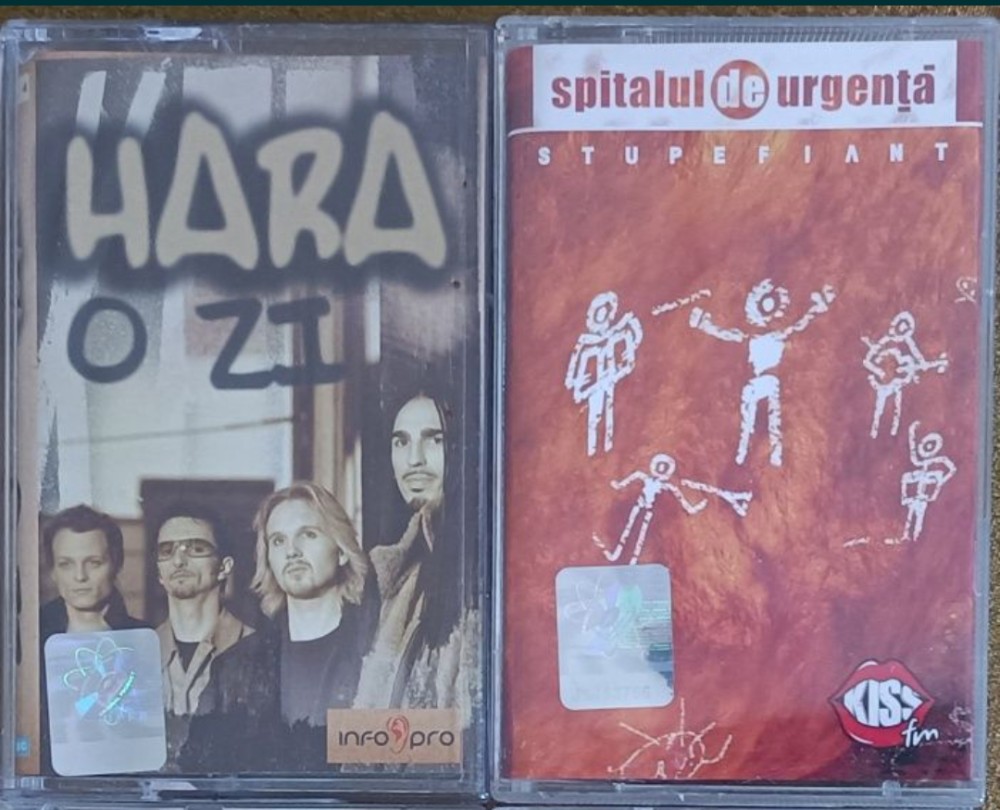 HARA
O ZI
info pro
spitalul de urgență
STUPEFIANT
KISS
fm